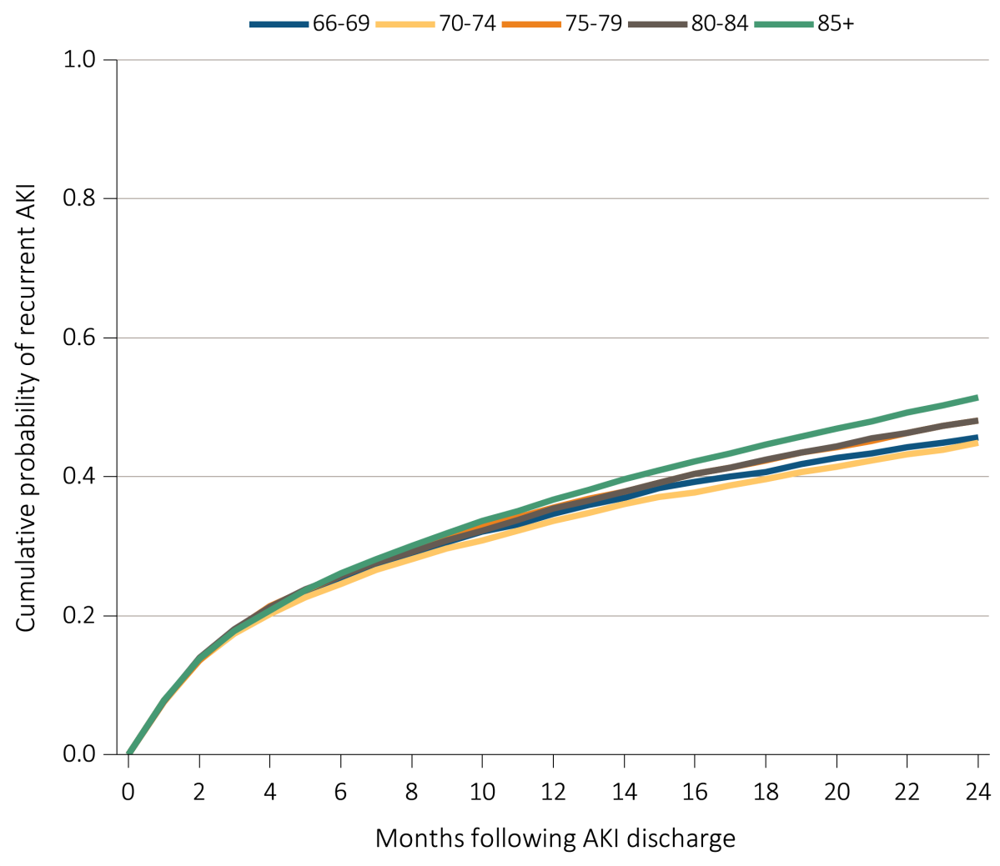 66-69 70-74 75-79 80-84 85+
1.0
0.8
0.6
0.4
0.2
0.0
Cumulative probability of recurrent AKI
0 2 4 6 8 10 12 14 16 18 20 22 24
Months following AKI discharge